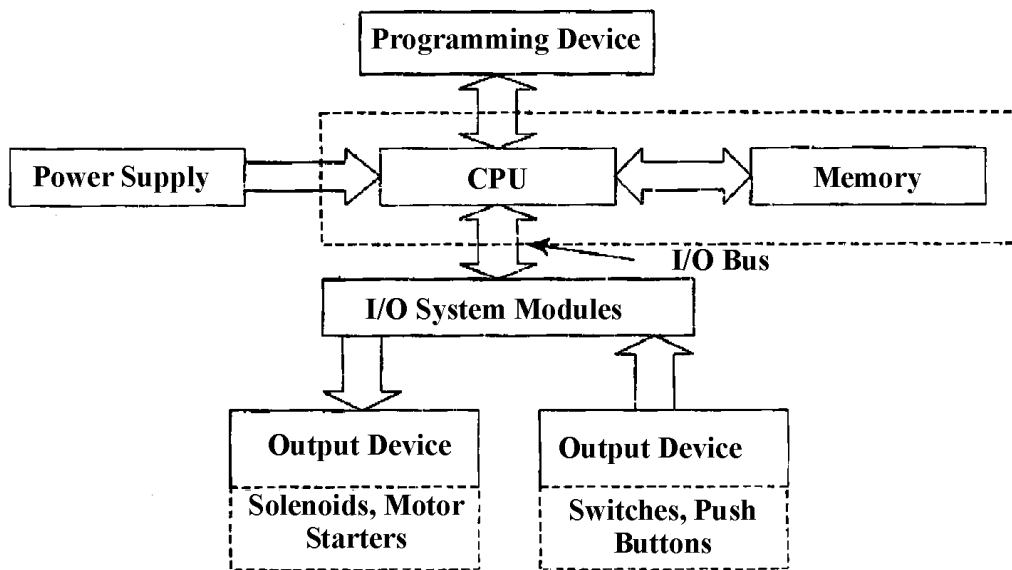 Programming Device
Power Supply
CPU
Memory
I/O Bus
I/O System Modules
Output Device
Solenoids, Motor
Starters
Output Device
Switches, Push
Buttons